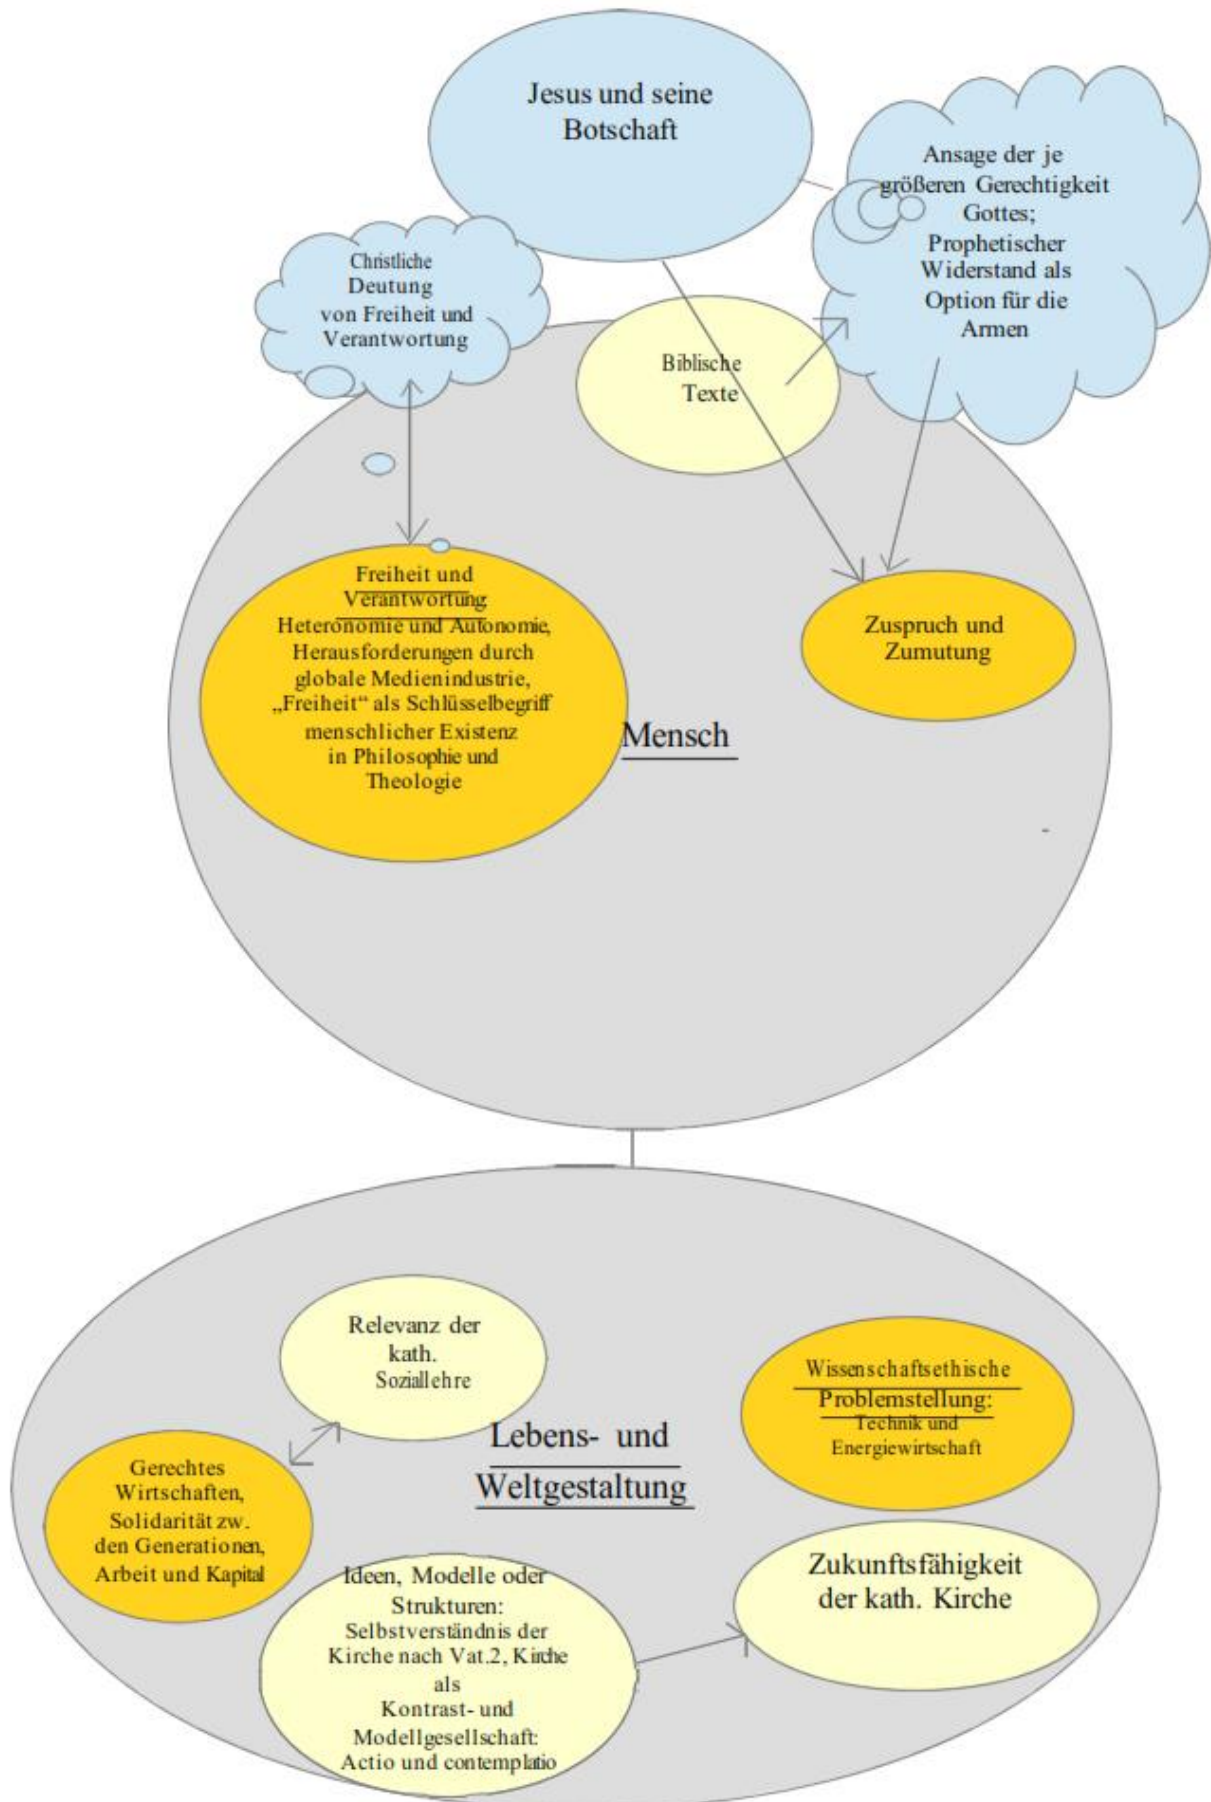 Jesus und seine
Botschaft
Ansage der je
größeren Gerechtigkeit
Gottes;
Prophetischer
Widerstand als
Option für die
Armen
Christliche
Deutung
von Freiheit und
Verantwortung
Biblische
Texte
Freiheit und
Verantwortung
Heteronomie und Autonomie,
Herausforderungen durch
globale Medienindustrie,
„Freiheit“ als Schlüsselbegriff
menschlicher Existenz
in Philosophie und
Theologie
Zuspruch und
Zumutung
Mensch
Relevanz der
kath.
Soziallehre
Wissenschaftsethische
Problemstellung:
Technik und
Energiewirtschaft
Lebens- und
Weltgestaltung
Gerechtes
Wirtschaften,
Solidarität zw.
den Generationen,
Arbeit und Kapital
Ideen, Modelle oder
Strukturen:
Selbstverständnis der
Kirche nach Vat.2, Kirche
als
Kontrast- und
Modellgesellschaft:
Actio und contemplatio
Zukunftsfähigkeit
der kath. Kirche